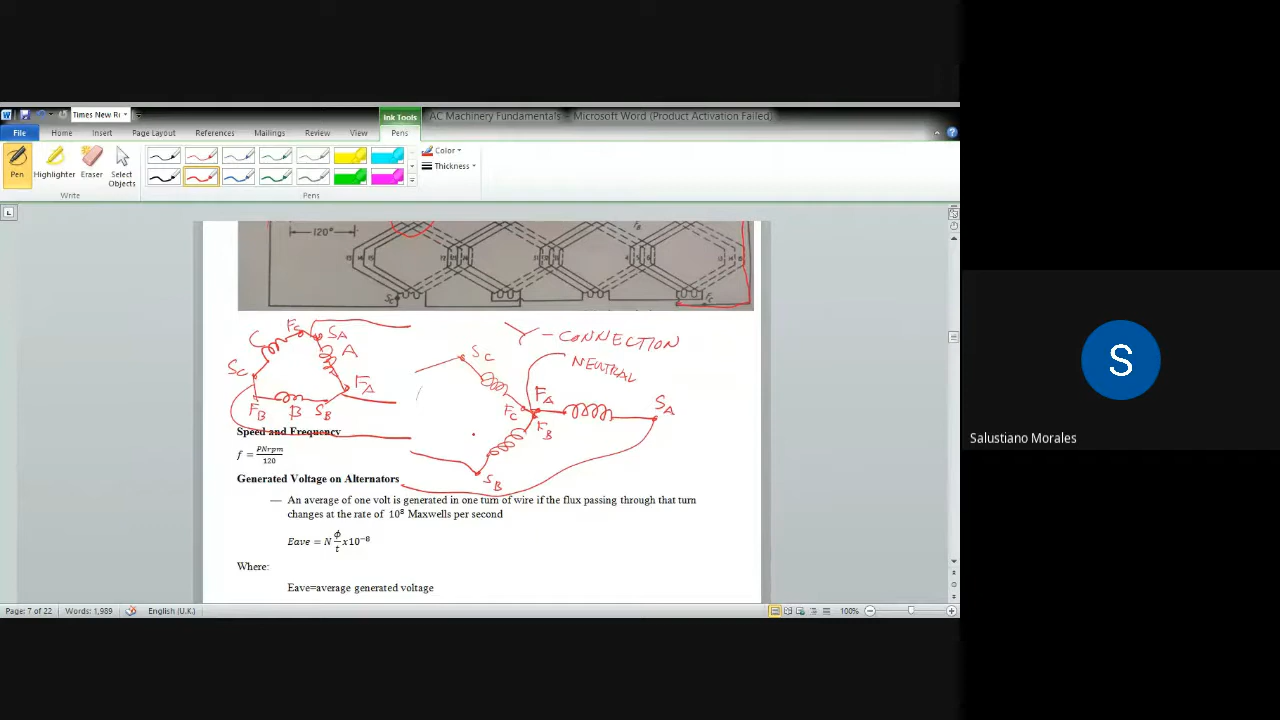 Times New Ro
Ink Tools
AC Machinery Fundamentals - Microsoft Word (Product Activation Failed)
File Home Insert Page Layout References Mailings Review View Pens
Pen Highlighter Eraser Select Objects
Color
Thickness
Write Pens
120°
Sc
Fc
Fc SA
C A
Sc FA
FB B SB
Y - CONNECTION
NEUTRAL
Sc
FA
SA
Fc
FB
SB
Speed and Frequency
f = PNrpm / 120
Generated Voltage on Alternators
— An average of one volt is generated in one turn of wire if the flux passing through that turn
changes at the rate of 10⁸ Maxwells per second
Eave = N ϕ/t x10⁻⁸
Where:
Eave=average generated voltage
Page: 7 of 22 Words: 1,989 English (U.K.) 100%
S
Salustiano Morales